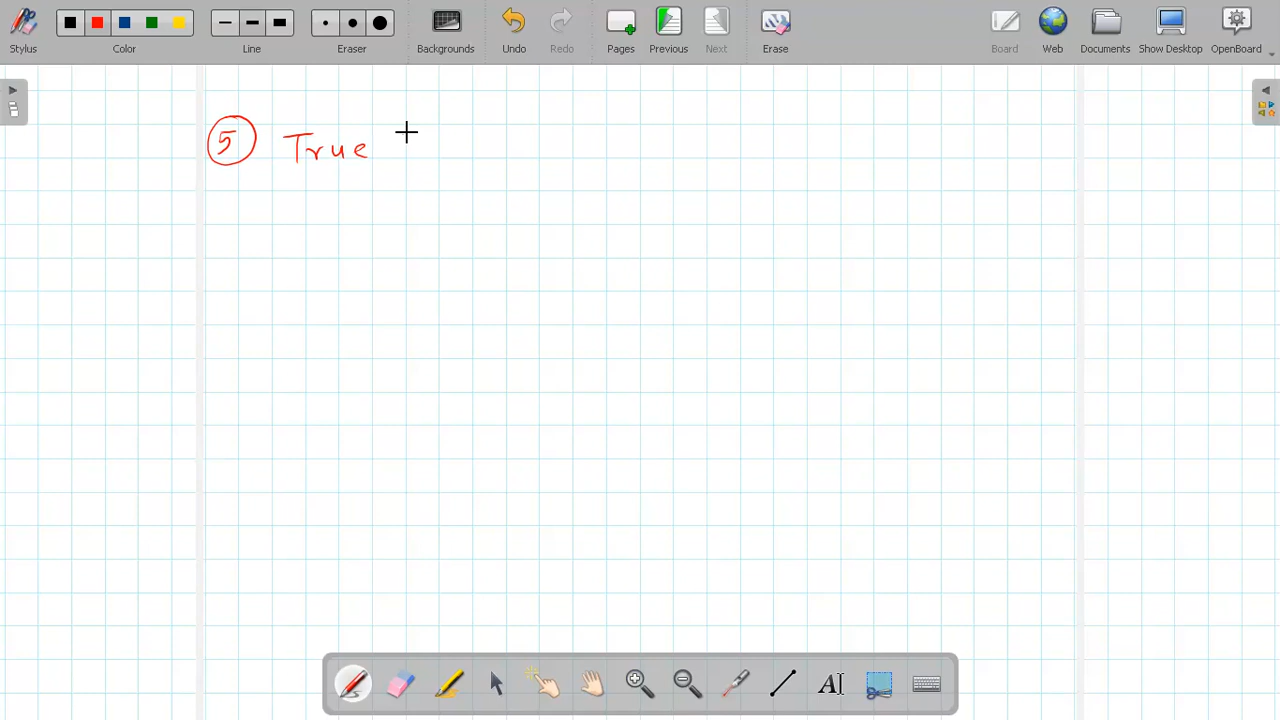 Stylus
Color
Line
Eraser
Backgrounds
Undo
Redo
Pages
Previous
Next
Erase
Board
Web
Documents
Show Desktop
OpenBoard
5 True
A